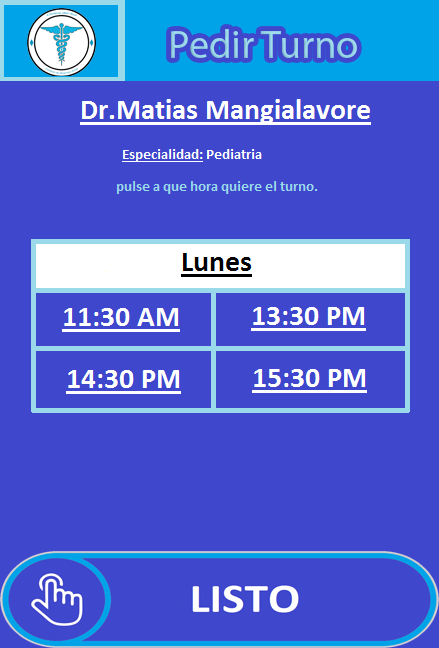 Pedir Turno
Dr.Matias Mangialavore
Especialidad: Pediatria
pulse a que hora quiere el turno.
Lunes
11:30 AM 13:30 PM
14:30 PM 15:30 PM
LISTO